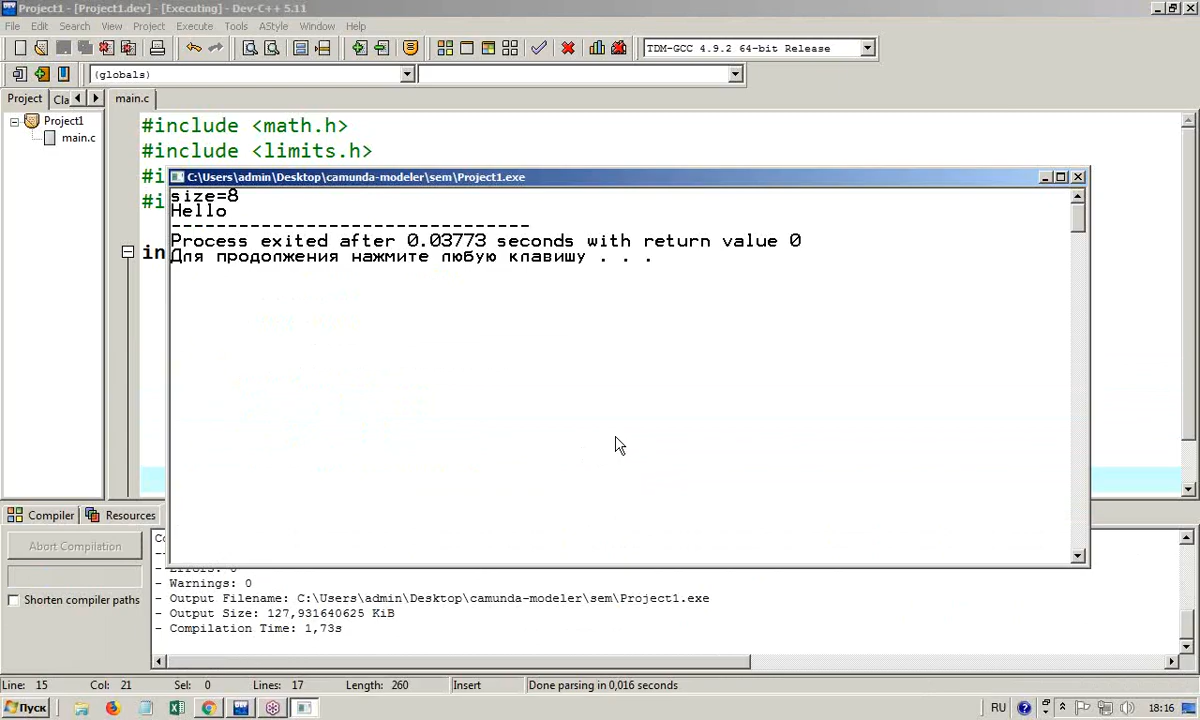 Project1 - [Project1.dev] - [Executing] - Dev-C++ 5.11
File Edit Search View Project Execute Tools AStyle Window Help
TDM-GCC 4.9.2 64-bit Release
(globals)
Project Cla main.c
Project1
main.c
#include <math.h>
#include <limits.h>
#i
#i
in
C:\Users\admin\Desktop\camunda-modeler\sem\Project1.exe
size=8
Hello
--------------------------------
Process exited after 0.03773 seconds with return value 0
Для продолжения нажмите любую клавишу . . .
Compiler Resources
Abort Compilation
Shorten compiler paths
Co
- Errors: 0
- Warnings: 0
- Output Filename: C:\Users\admin\Desktop\camunda-modeler\sem\Project1.exe
- Output Size: 127,931640625 KiB
- Compilation Time: 1,73s
Line: 15 Col: 21 Sel: 0 Lines: 17 Length: 260 Insert Done parsing in 0,016 seconds
Пуск RU 18:16